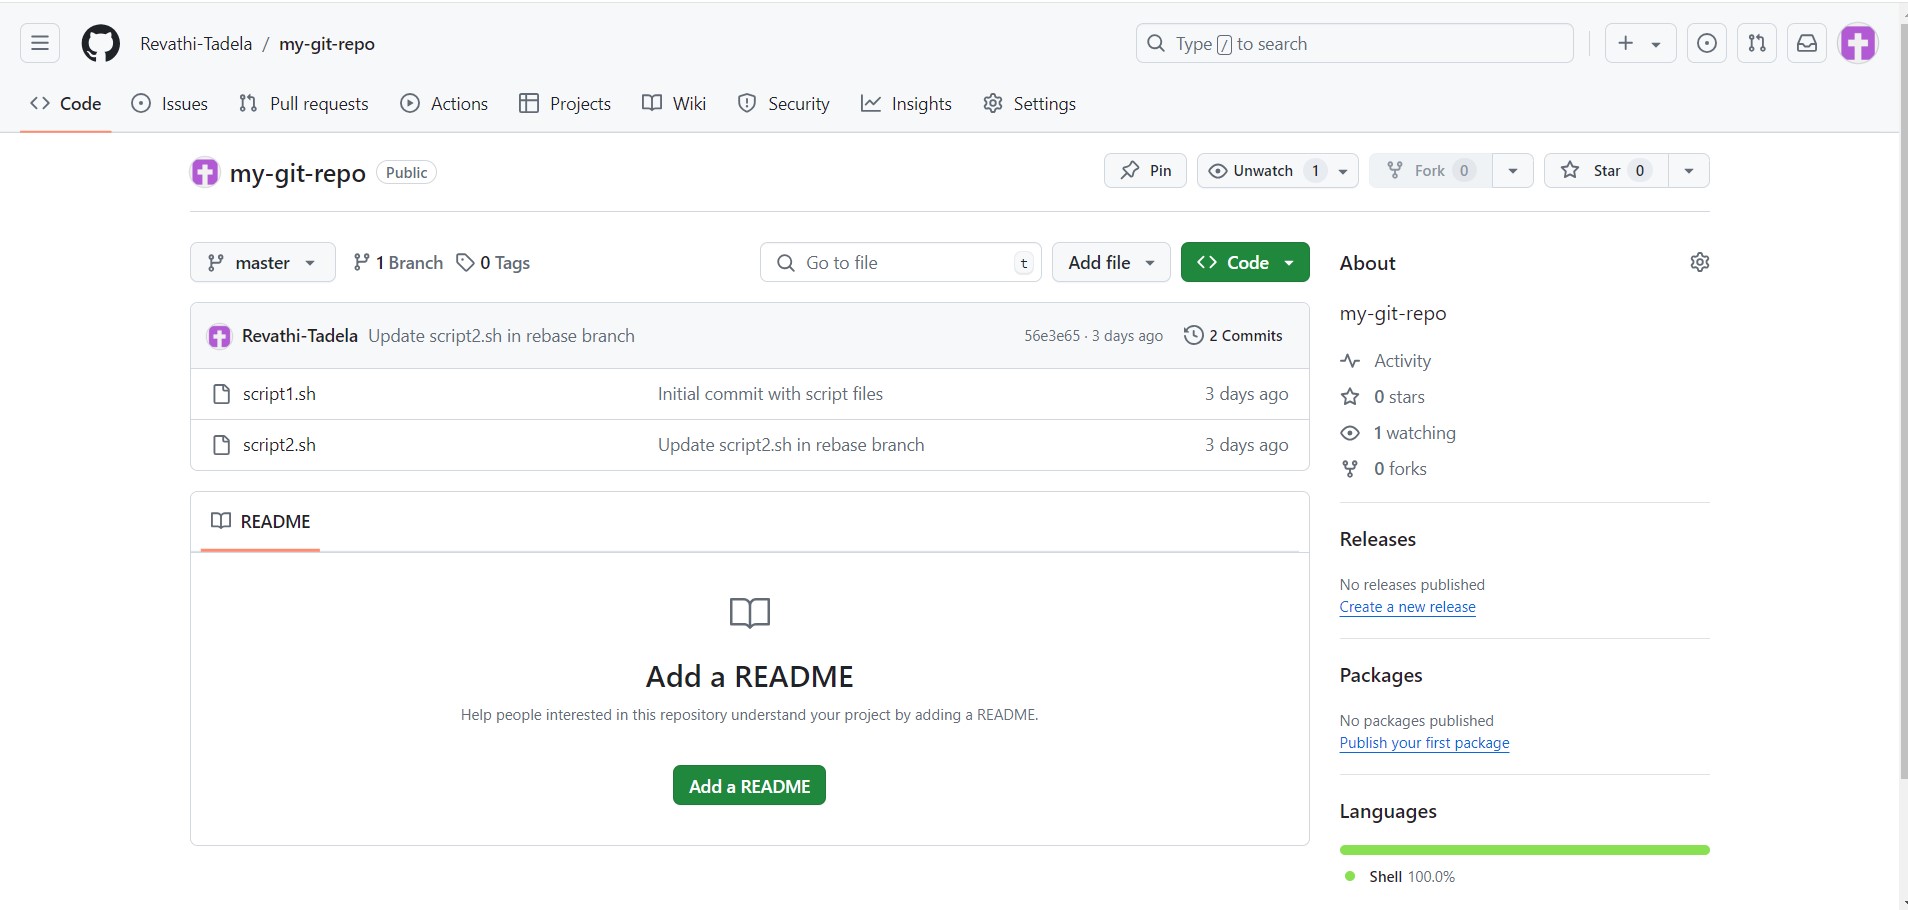 Revathi-Tadela / my-git-repo
Type / to search
Code Issues Pull requests Actions Projects Wiki Security Insights Settings
my-git-repo Public
Pin Unwatch 1 Fork 0 Star 0
master 1 Branch 0 Tags Go to file t Add file Code
Revathi-Tadela Update script2.sh in rebase branch 56e3e65 · 3 days ago 2 Commits
script1.sh Initial commit with script files 3 days ago
script2.sh Update script2.sh in rebase branch 3 days ago
README
Add a README
Help people interested in this repository understand your project by adding a README.
Add a README
About
my-git-repo
Activity
0 stars
1 watching
0 forks
Releases
No releases published
Create a new release
Packages
No packages published
Publish your first package
Languages
Shell 100.0%